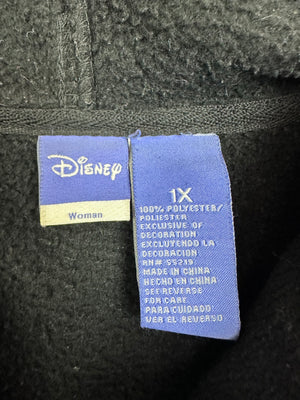 Disney
Woman
1X
100% POLYESTER/
POLIESTER
EXCLUSIVE OF
DECORATION
EXCLUYENDO LA
DECORACION
RN#: 55219
MADE IN CHINA
HECHO EN CHINA
SEE REVERSE
FOR CARE
PARA CUIDADO
VER EL REVERSO